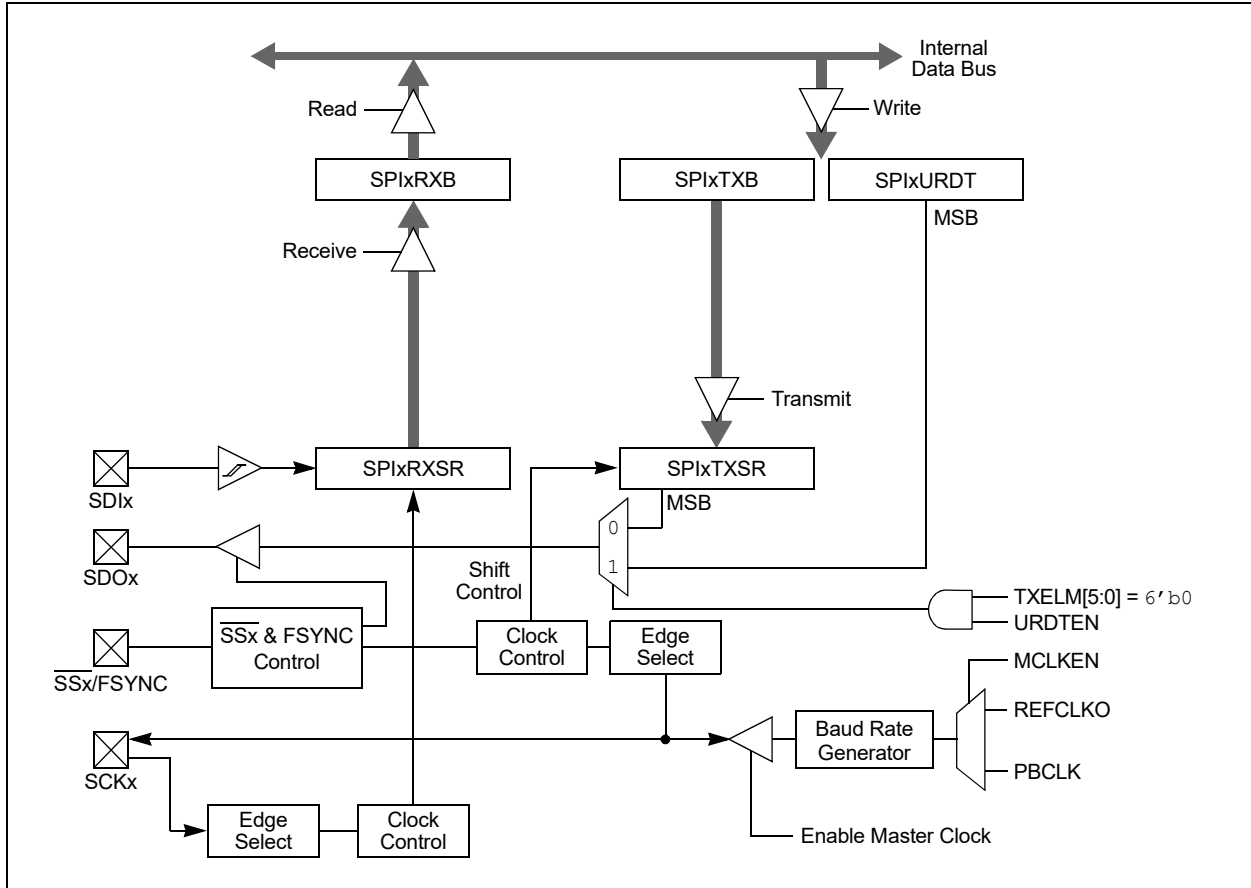 Internal
Data Bus
Read
Write
SPIxRXB
SPIxTXB
SPIxURDT
MSB
Receive
Transmit
SPIxRXSR
SPIxTXSR
SDIx
MSB
0
SDOx
1
Shift
Control
TXELM[5:0] = 6'b0
URDTEN
SSx & FSYNC
Control
Clock
Control
Edge
Select
SSx/FSYNC
MCLKEN
REFCLKO
Baud Rate
Generator
SCKx
PBCLK
Edge
Select
Clock
Control
Enable Master Clock